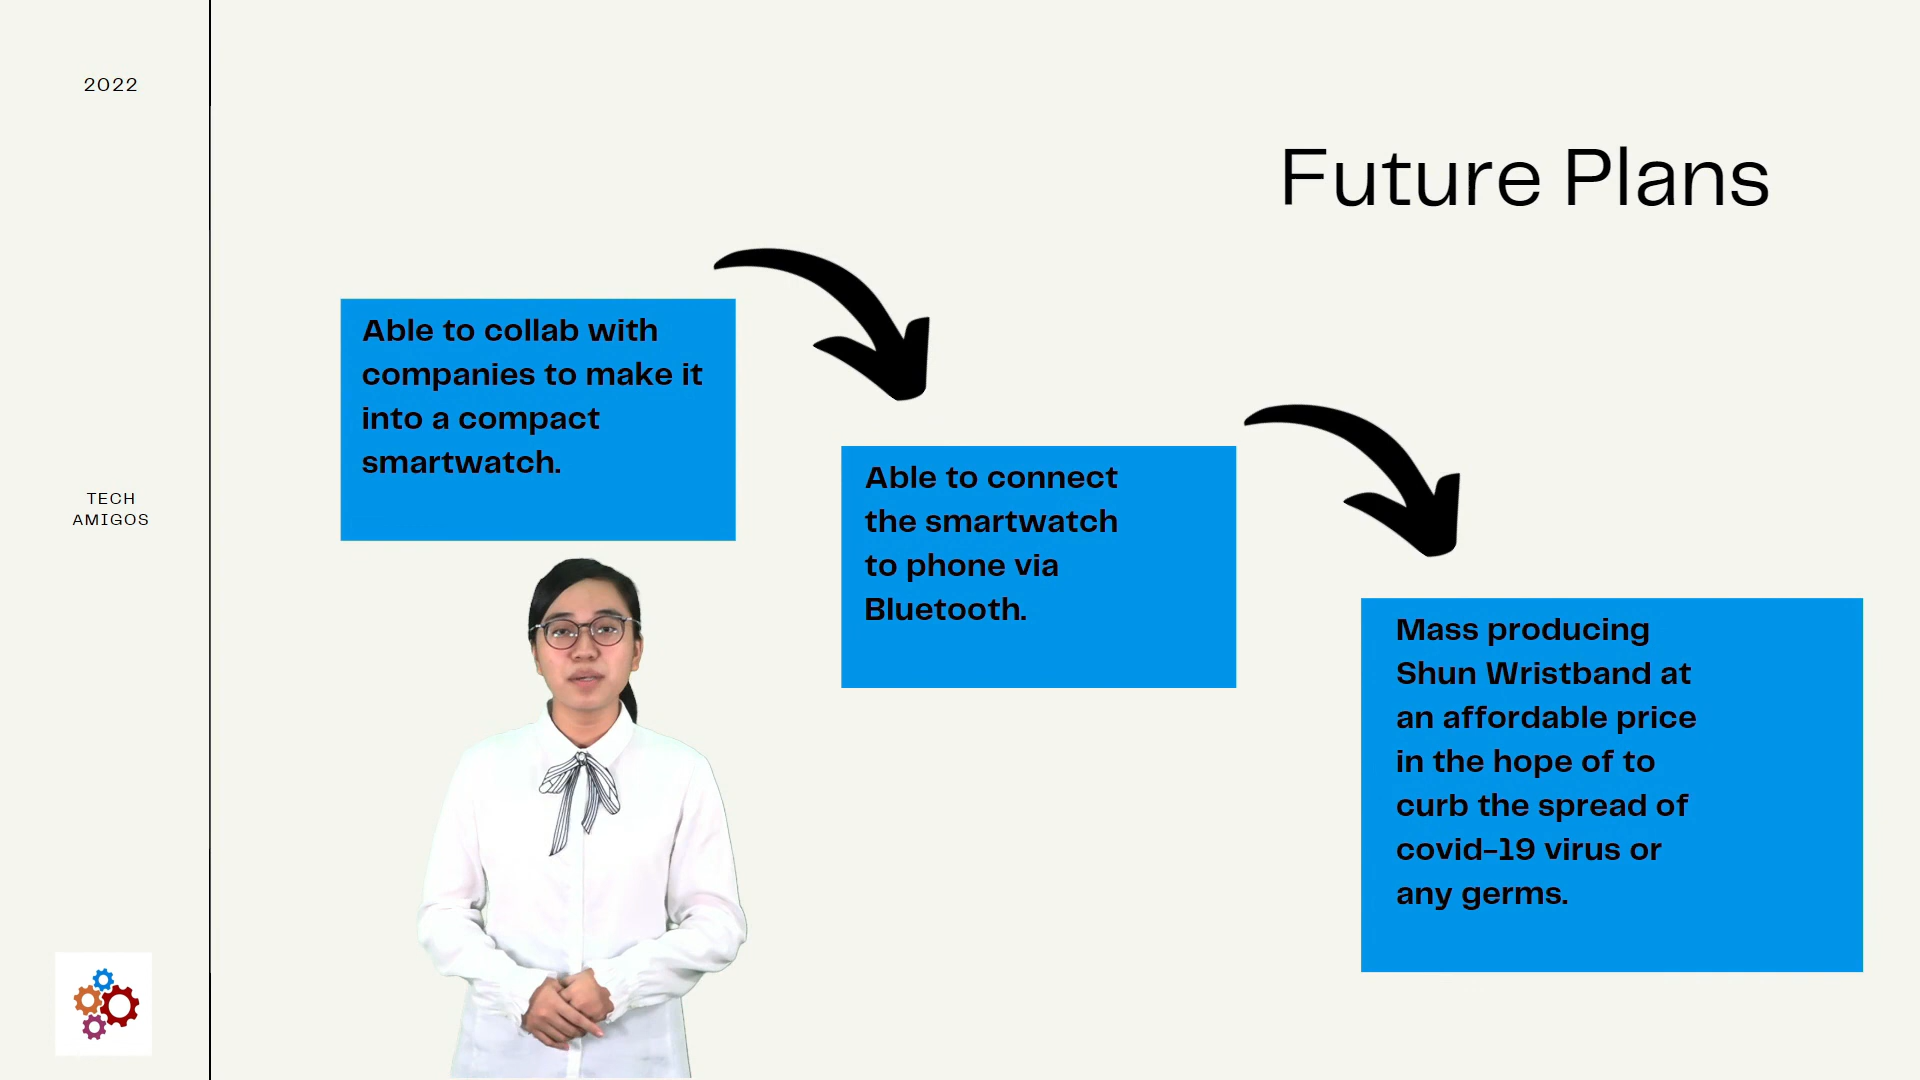 2022
Future Plans
Able to collab with
companies to make it
into a compact
smartwatch.
Able to connect
the smartwatch
to phone via
Bluetooth.
Mass producing
Shun Wristband at
an affordable price
in the hope of to
curb the spread of
covid-19 virus or
any germs.
TECH
AMIGOS